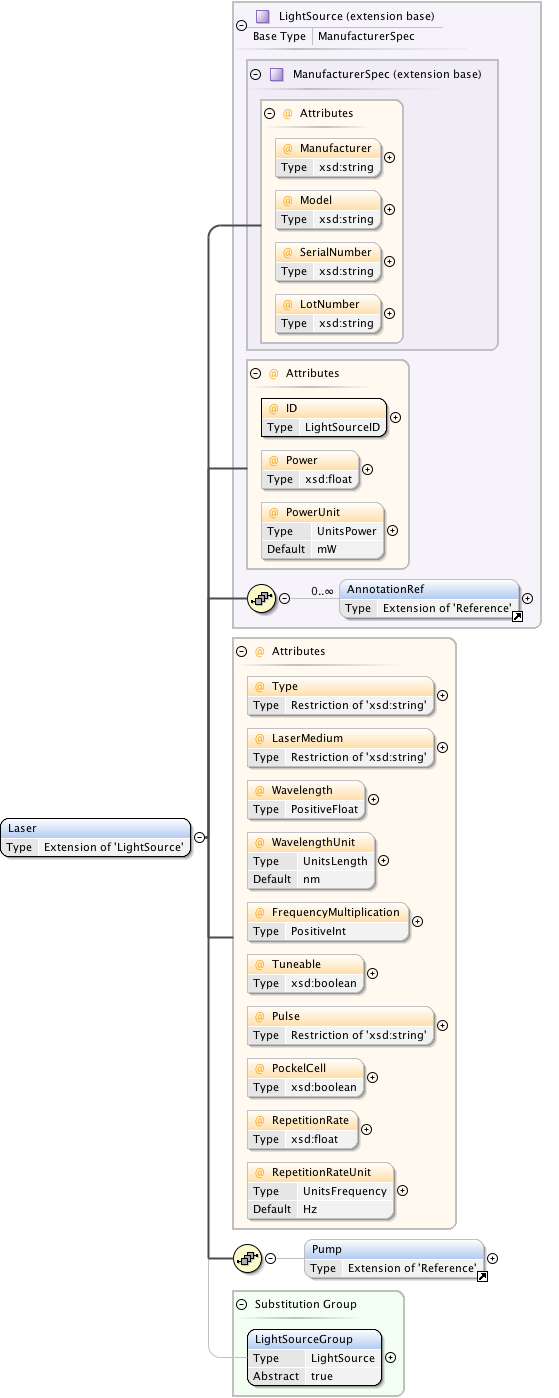 LightSource (extension base)
Base Type ManufacturerSpec
ManufacturerSpec (extension base)
@ Attributes
@ Manufacturer
Type xsd:string
@ Model
Type xsd:string
@ SerialNumber
Type xsd:string
@ LotNumber
Type xsd:string
@ Attributes
@ ID
Type LightSourceID
@ Power
Type xsd:float
@ PowerUnit
Type UnitsPower
Default mW
0..∞
AnnotationRef
Type Extension of 'Reference'
@ Attributes
@ Type
Type Restriction of 'xsd:string'
@ LaserMedium
Type Restriction of 'xsd:string'
@ Wavelength
Type PositiveFloat
Laser
Type Extension of 'LightSource'
@ WavelengthUnit
Type UnitsLength
Default nm
@ FrequencyMultiplication
Type PositiveInt
@ Tuneable
Type xsd:boolean
@ Pulse
Type Restriction of 'xsd:string'
@ PockelCell
Type xsd:boolean
@ RepetitionRate
Type xsd:float
@ RepetitionRateUnit
Type UnitsFrequency
Default Hz
Pump
Type Extension of 'Reference'
Substitution Group
LightSourceGroup
Type LightSource
Abstract true